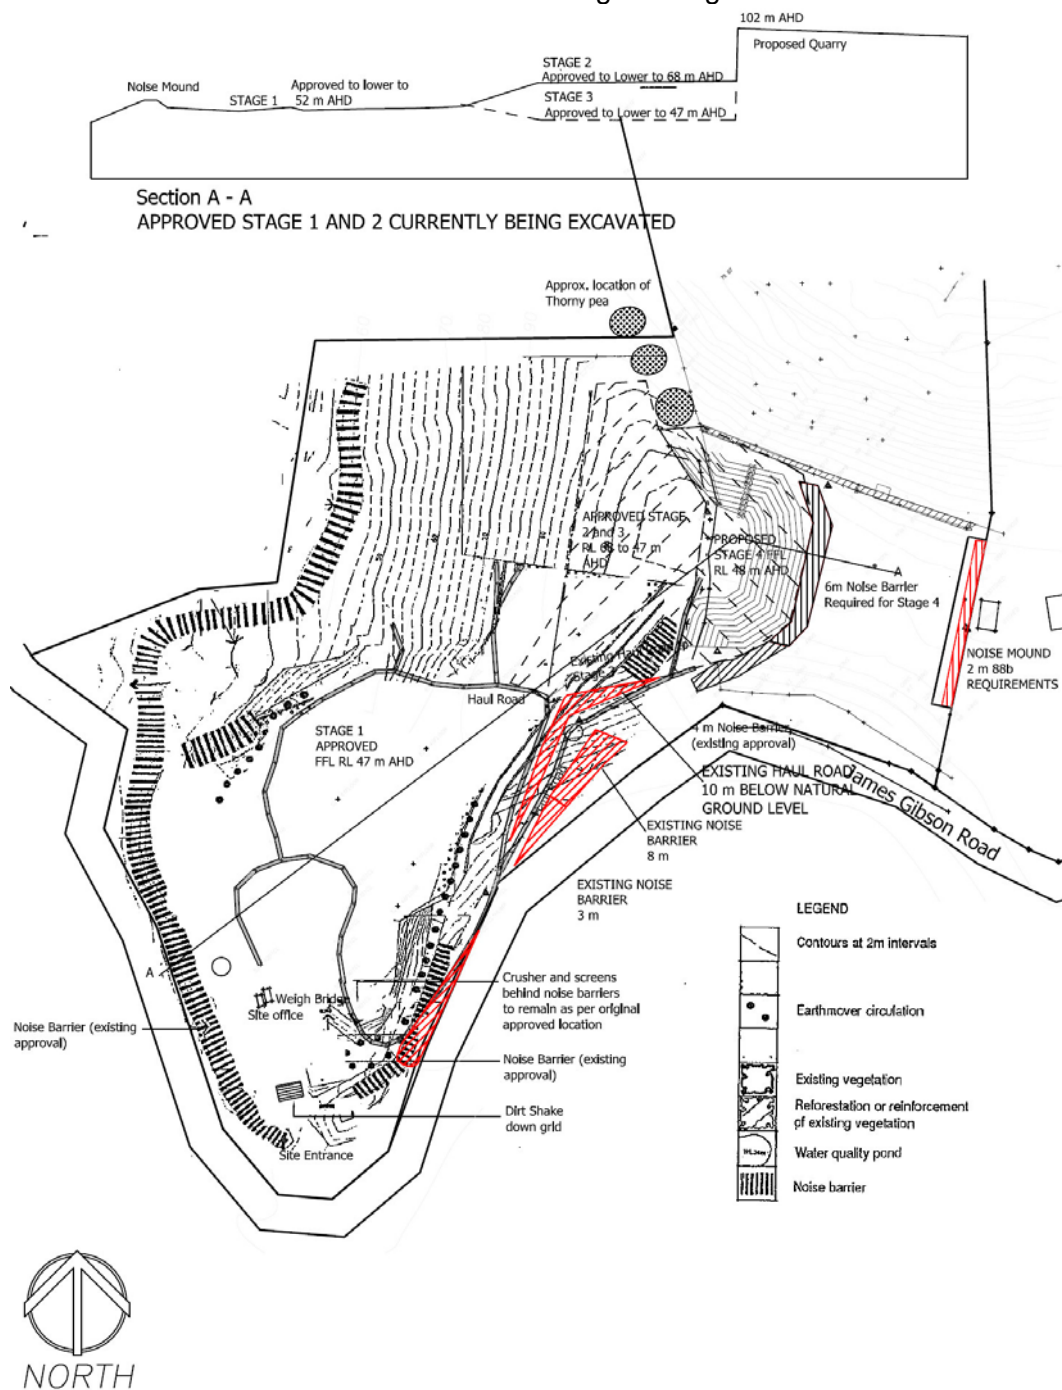 102 m AHD
Proposed Quarry
STAGE 2
Approved to Lower to 68 m AHD
Noise Mound
Approved to lower to
STAGE 1
52 m AHD
STAGE 3
Approved to Lower to 47 m AHD
Section A - A
APPROVED STAGE 1 AND 2 CURRENTLY BEING EXCAVATED
Approx. location of
Thorny pea
APPROVED STAGE
2 and 3
RL 68 to 47 m
AHD
PROPOSED
STAGE 4 FFL
RL 48 m AHD
A
6m Noise Barrier
Required for Stage 4
NOISE MOUND
2 m 88b
REQUIREMENTS
Existing Haul
Stage
Haul Road
STAGE 1
APPROVED
FFL RL 47 m AHD
4 m Noise Barrier
(existing approval)
EXISTING HAUL ROAD
10 m BELOW NATURAL
GROUND LEVEL
James Gibson Road
EXISTING NOISE
BARRIER
8 m
EXISTING NOISE
BARRIER
3 m
A
Crusher and screens
behind noise barriers
to remain as per original
approved location
Weigh Bridge
Site office
Noise Barrier (existing
approval)
Noise Barrier (existing
approval)
Dirt Shake
down grid
Site Entrance
LEGEND
Contours at 2m intervals
Earthmover circulation
Existing vegetation
Reforestation or reinforcement
of existing vegetation
Water quality pond
Noise barrier
NORTH